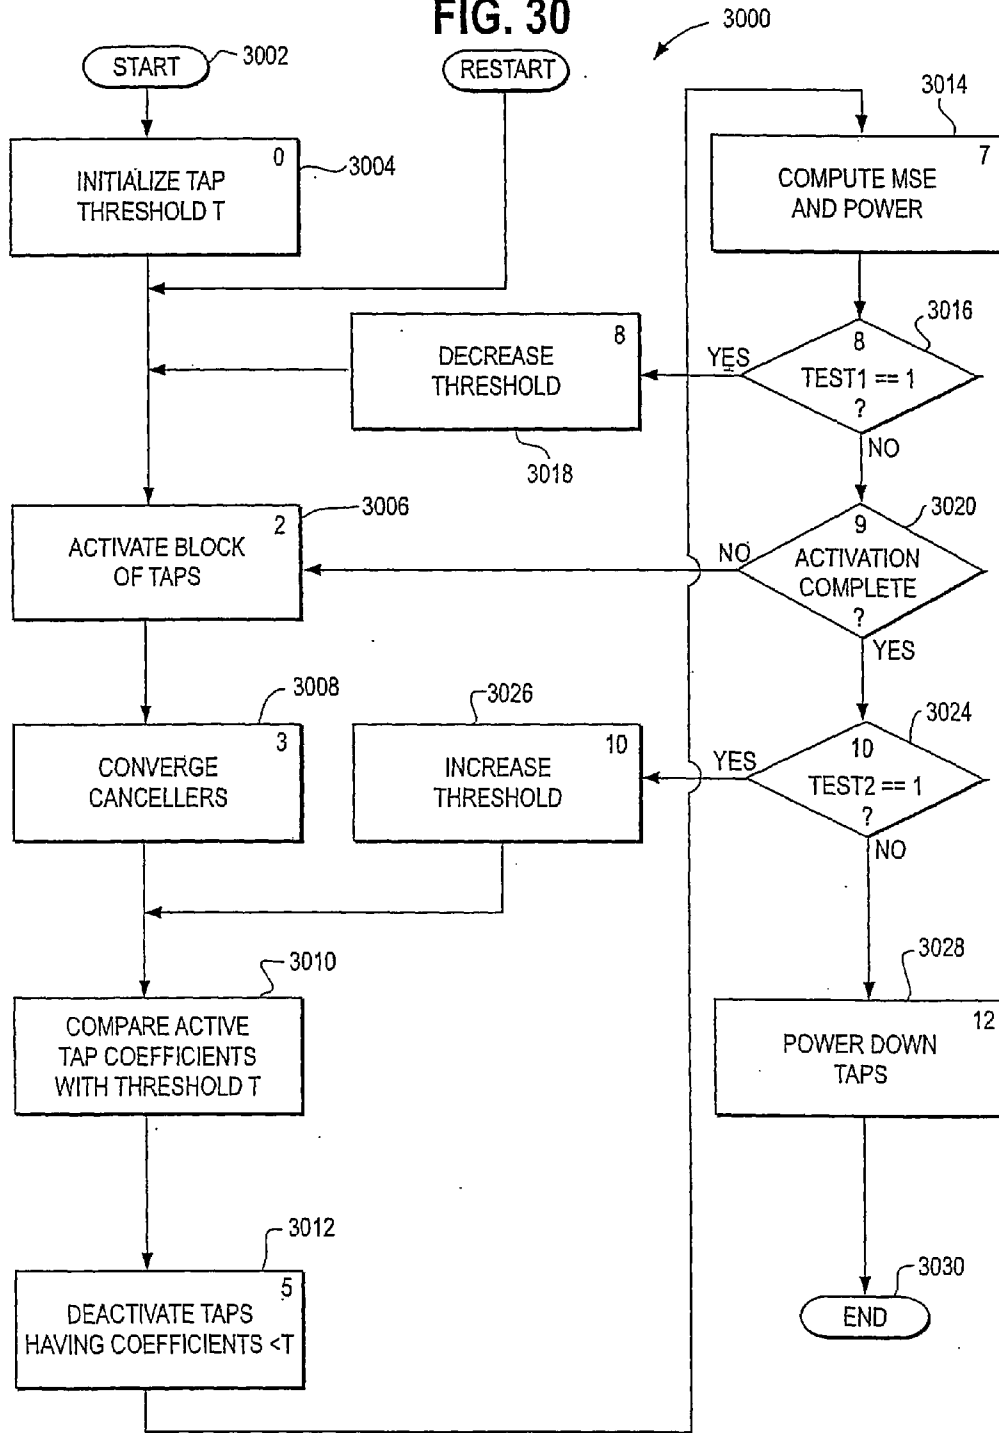 FIG. 30
3000
START
3002
RESTART
0
INITIALIZE TAP
THRESHOLD T
3004
3014
7
COMPUTE MSE
AND POWER
8
DECREASE
THRESHOLD
3018
YES
3016
8
TEST1 == 1
?
NO
3006
2
ACTIVATE BLOCK
OF TAPS
NO
3020
9
ACTIVATION
COMPLETE
?
YES
3008
3
CONVERGE
CANCELLERS
3026
10
INCREASE
THRESHOLD
YES
3024
10
TEST2 == 1
?
NO
3010
COMPARE ACTIVE
TAP COEFFICIENTS
WITH THRESHOLD T
3028
12
POWER DOWN
TAPS
3012
5
DEACTIVATE TAPS
HAVING COEFFICIENTS <T
3030
END